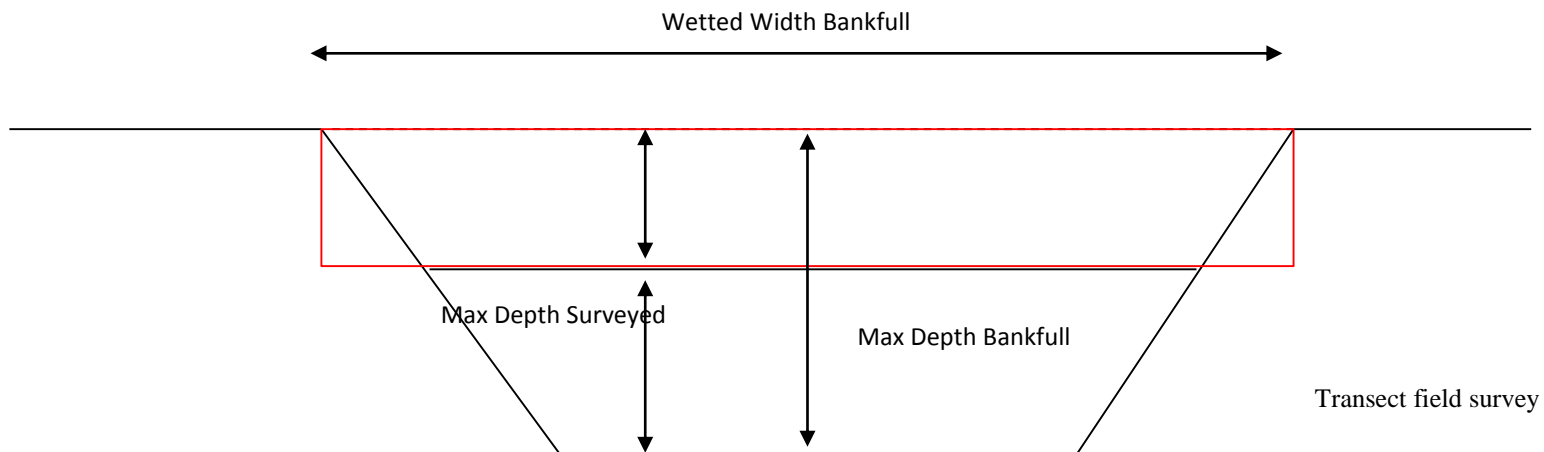 Wetted Width Bankfull
Max Depth Surveyed
Max Depth Bankfull
Transect field survey